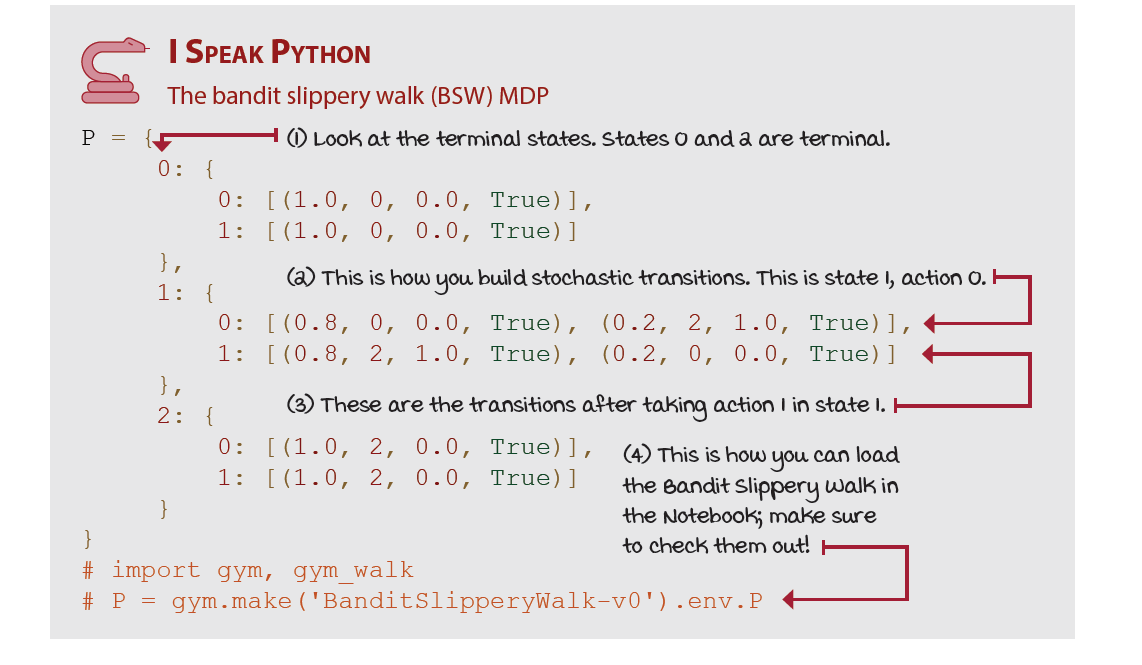 I Speak Python
The bandit slippery walk (BSW) MDP
P = {
(1) Look at the terminal states. States 0 and 2 are terminal.
    0: {
        0: [(1.0, 0, 0.0, True)],
        1: [(1.0, 0, 0.0, True)]
    },
(2) This is how you build stochastic transitions. This is state 1, action 0.
    1: {
        0: [(0.8, 0, 0.0, True), (0.2, 2, 1.0, True)],
        1: [(0.8, 2, 1.0, True), (0.2, 0, 0.0, True)]
    },
(3) These are the transitions after taking action 1 in state 1.
    2: {
        0: [(1.0, 2, 0.0, True)],
        1: [(1.0, 2, 0.0, True)]
    }
}
(4) This is how you can load
the Bandit Slippery Walk in
the Notebook; make sure
to check them out!
# import gym, gym_walk
# P = gym.make('BanditSlipperyWalk-v0').env.P